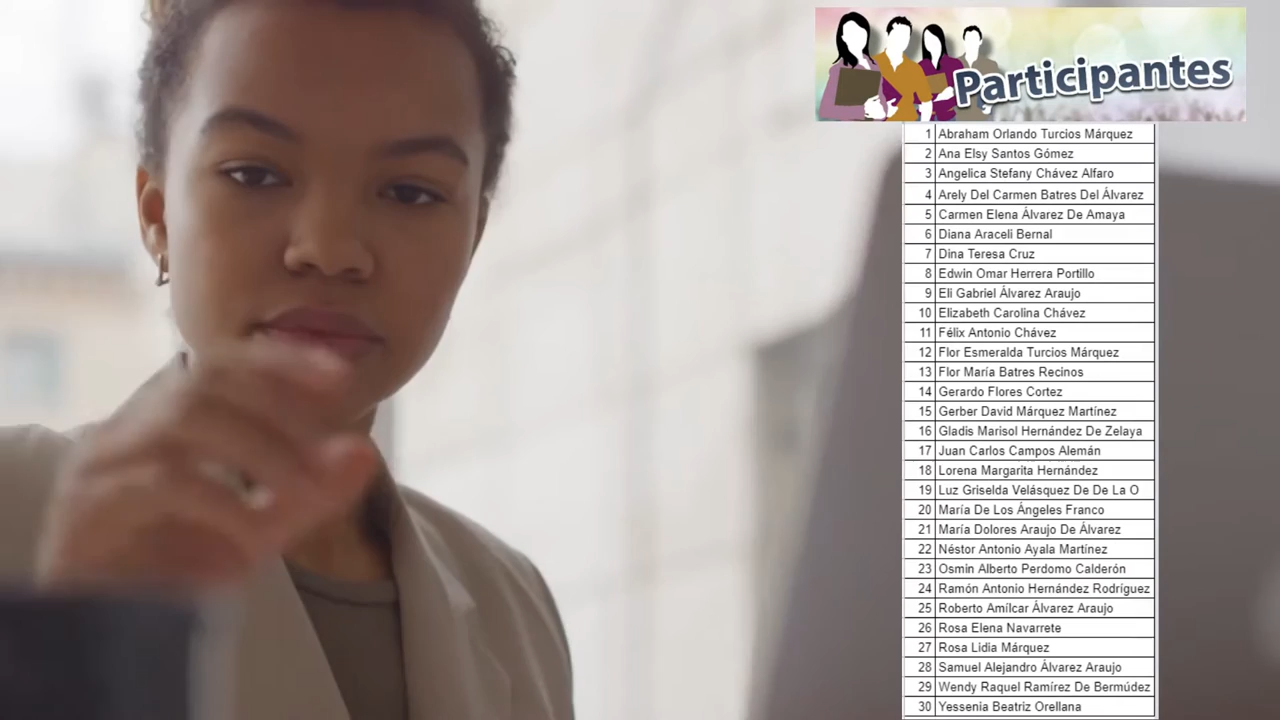 Participantes
1 Abraham Orlando Turcios Márquez
2 Ana Elsy Santos Gómez
3 Angelica Stefany Chávez Alfaro
4 Arely Del Carmen Batres Del Álvarez
5 Carmen Elena Álvarez De Amaya
6 Diana Araceli Bernal
7 Dina Teresa Cruz
8 Edwin Omar Herrera Portillo
9 Eli Gabriel Álvarez Araujo
10 Elizabeth Carolina Chávez
11 Félix Antonio Chávez
12 Flor Esmeralda Turcios Márquez
13 Flor María Batres Recinos
14 Gerardo Flores Cortez
15 Gerber David Márquez Martínez
16 Gladis Marisol Hernández De Zelaya
17 Juan Carlos Campos Alemán
18 Lorena Margarita Hernández
19 Luz Griselda Velásquez De De La O
20 María De Los Ángeles Franco
21 María Dolores Araujo De Álvarez
22 Néstor Antonio Ayala Martínez
23 Osmin Alberto Perdomo Calderón
24 Ramón Antonio Hernández Rodríguez
25 Roberto Amílcar Álvarez Araujo
26 Rosa Elena Navarrete
27 Rosa Lidia Márquez
28 Samuel Alejandro Álvarez Araujo
29 Wendy Raquel Ramírez De Bermúdez
30 Yessenia Beatriz Orellana